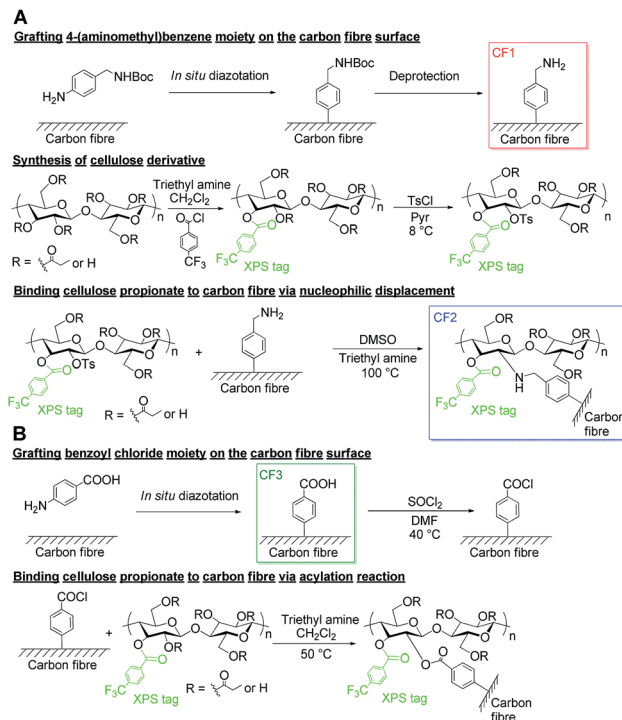 A
Grafting 4-(aminomethyl)benzene moiety on the carbon fibre surface
NHBoc
H₂N
Carbon fibre
In situ diazotation
NHBoc
Carbon fibre
Deprotection
CF1
NH₂
Carbon fibre
Synthesis of cellulose derivative
OR
RO
OR
O
O
RO
OR
OR
n
R = O or H
Triethyl amine
CH₂Cl₂
O Cl
CF₃
OR
RO
OR
O
O
OR
O
OR
n
F₃C
XPS tag
TsCl
Pyr
8 °C
OR
RO
OR
O
O
OTs
O
OR
n
F₃C
XPS tag
Binding cellulose propionate to carbon fibre via nucleophilic displacement
OR
RO
OR
O
O
OTs
O
OR
n
F₃C
XPS tag
R = O or H
+
NH₂
Carbon fibre
DMSO
Triethyl amine
100 °C
CF2
OR
RO
OR
O
O
O
OR
n
N
H
F₃C
XPS tag
Carbon
fibre
B
Grafting benzoyl chloride moiety on the carbon fibre surface
COOH
H₂N
Carbon fibre
In situ diazotation
CF3
COOH
Carbon fibre
SOCl₂
DMF
40 °C
COCl
Carbon fibre
Binding cellulose propionate to carbon fibre via acylation reaction
COCl
Carbon fibre
+
OR
RO
OR
O
O
OR
O
OR
n
F₃C
XPS tag
R = O or H
Triethyl amine
CH₂Cl₂
50 °C
OR
RO
OR
O
O
O
O
O
OR
n
F₃C
XPS tag
Carbon
fibre